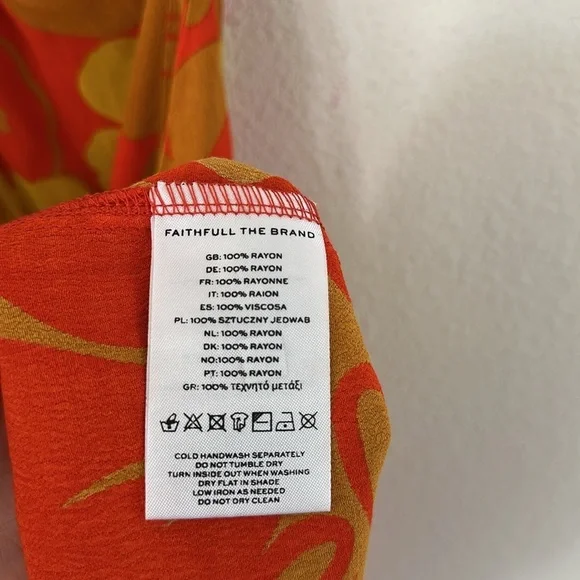 FAITHFULL THE BRAND
GB: 100% RAYON
DE: 100% RAYON
FR: 100% RAYONNE
IT: 100% RAION
ES: 100% VISCOSA
PL: 100% SZTUCZNY JEDWAB
NL: 100% RAYON
DK: 100% RAYON
NO:100% RAYON
PT: 100% RAYON
GR: 100% τεχνητό μετάξι
COLD HANDWASH SEPARATELY
DO NOT TUMBLE DRY
TURN INSIDE OUT WHEN WASHING
DRY FLAT IN SHADE
LOW IRON AS NEEDED
DO NOT DRY CLEAN